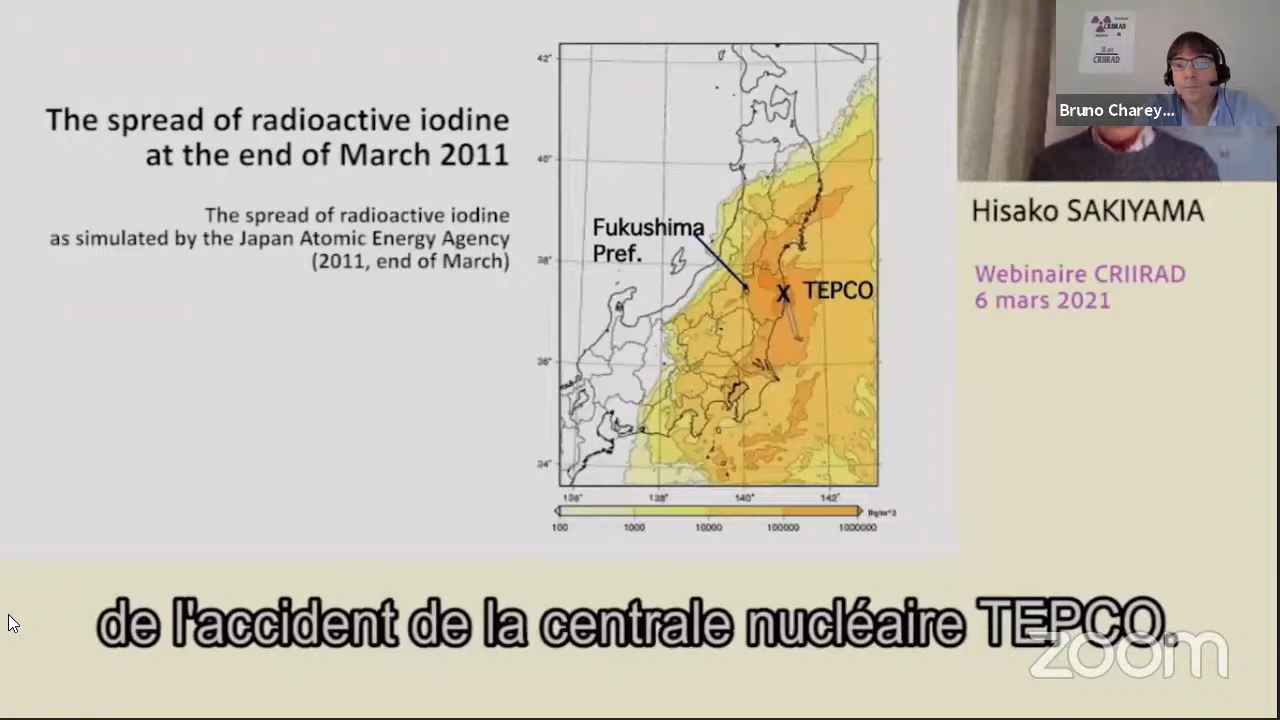 The spread of radioactive iodine
at the end of March 2011
The spread of radioactive iodine
as simulated by the Japan Atomic Energy Agency
(2011, end of March)
42°
40°
38°
36°
34°
Fukushima
Pref.
X TEPCO
136° 138° 140° 142°
100 1000 10000 100000 1000000
CRIIRAD
CRIIRAD
Bruno Charey...
Hisako SAKIYAMA
Webinaire CRIIRAD
6 mars 2021
de l'accident de la centrale nucléaire TEPCO.
zoom